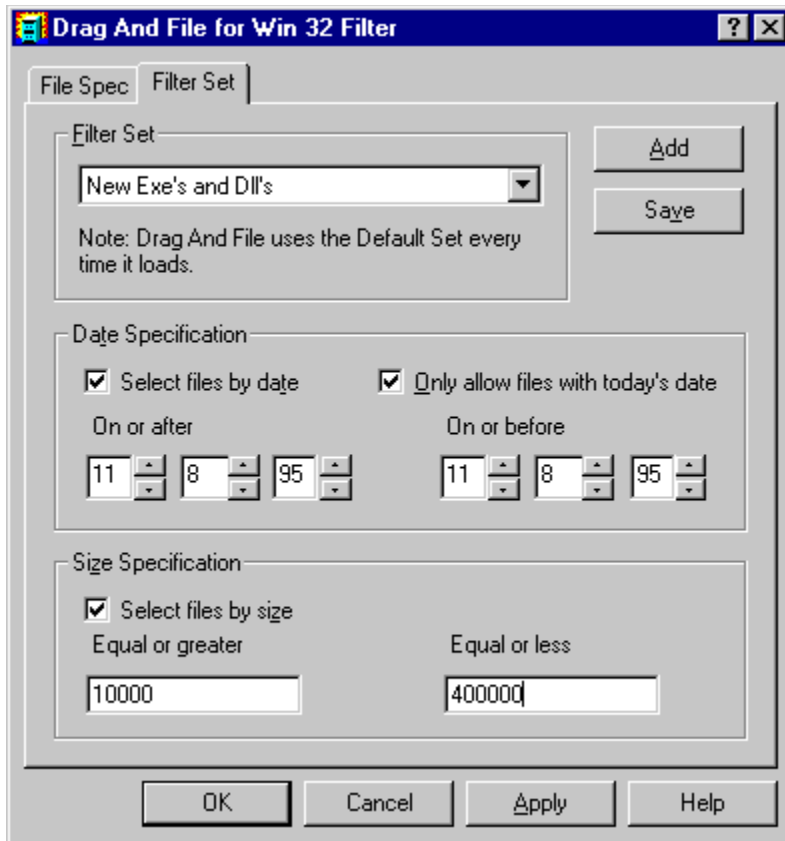 Drag And File for Win 32 Filter
File Spec Filter Set
Filter Set
Add
New Exe's and Dll's
Save
Note: Drag And File uses the Default Set every
time it loads.
Date Specification
Select files by date Only allow files with today's date
On or after On or before
11 8 95 11 8 95
Size Specification
Select files by size
Equal or greater Equal or less
10000 400000
OK Cancel Apply Help